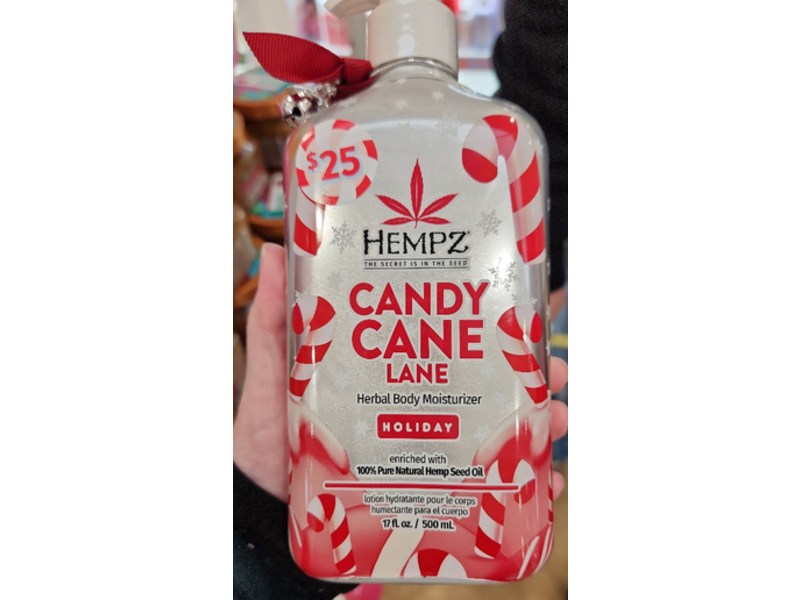 $25
HEMPZ
THE SECRET IS IN THE SEED
CANDY
CANE
LANE
Herbal Body Moisturizer
HOLIDAY
enriched with
100% Pure Natural Hemp Seed Oil
lotion hydratante pour le corps
humectante para el cuerpo
17 fl. oz. / 500 mL